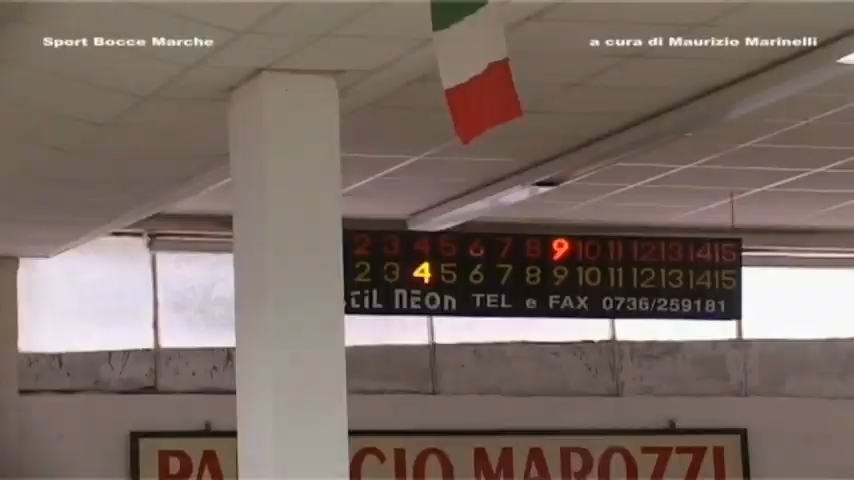 Sport Bocce Marche
a cura di Maurizio Marinelli
2 3 4 5 6 7 8 9 10 11 12 13 14 15
2 3 4 5 6 7 8 9 10 11 12 13 14 15
NEON TEL e FAX 0736/259181
MAROZZI